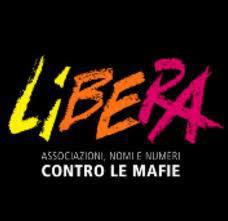 LiBERA
ASSOCIAZIONI, NOMI E NUMERI
CONTRO LE MAFIE